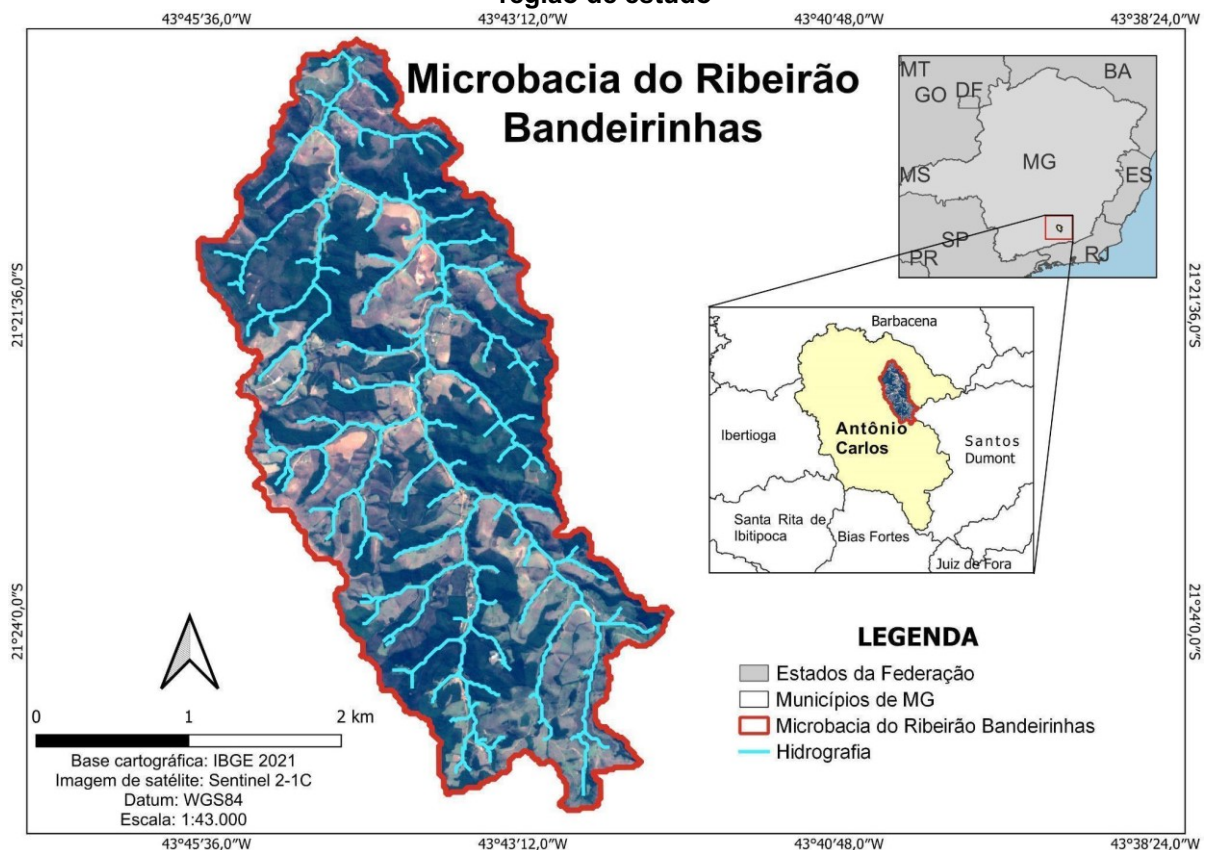 região de estudo
43°45'36,0"W 43°43'12,0"W 43°40'48,0"W 43°38'24,0"W
Microbacia do Ribeirão
Bandeirinhas
MT
BA
GO
DF
MG
MS
ES
SP
PR
RJ
21°21'36,0"S
21°21'36,0"S
Barbacena
Antônio
Carlos
Ibertioga
Santos
Dumont
Santa Rita de
Ibitipoca
Bias Fortes
Juiz de Fora
21°24'0,0"S
21°24'0,0"S
LEGENDA
Estados da Federação
Municípios de MG
Microbacia do Ribeirão Bandeirinhas
Hidrografia
0 1 2 km
Base cartográfica: IBGE 2021
Imagem de satélite: Sentinel 2-1C
Datum: WGS84
Escala: 1:43.000
43°45'36,0"W 43°43'12,0"W 43°40'48,0"W 43°38'24,0"W